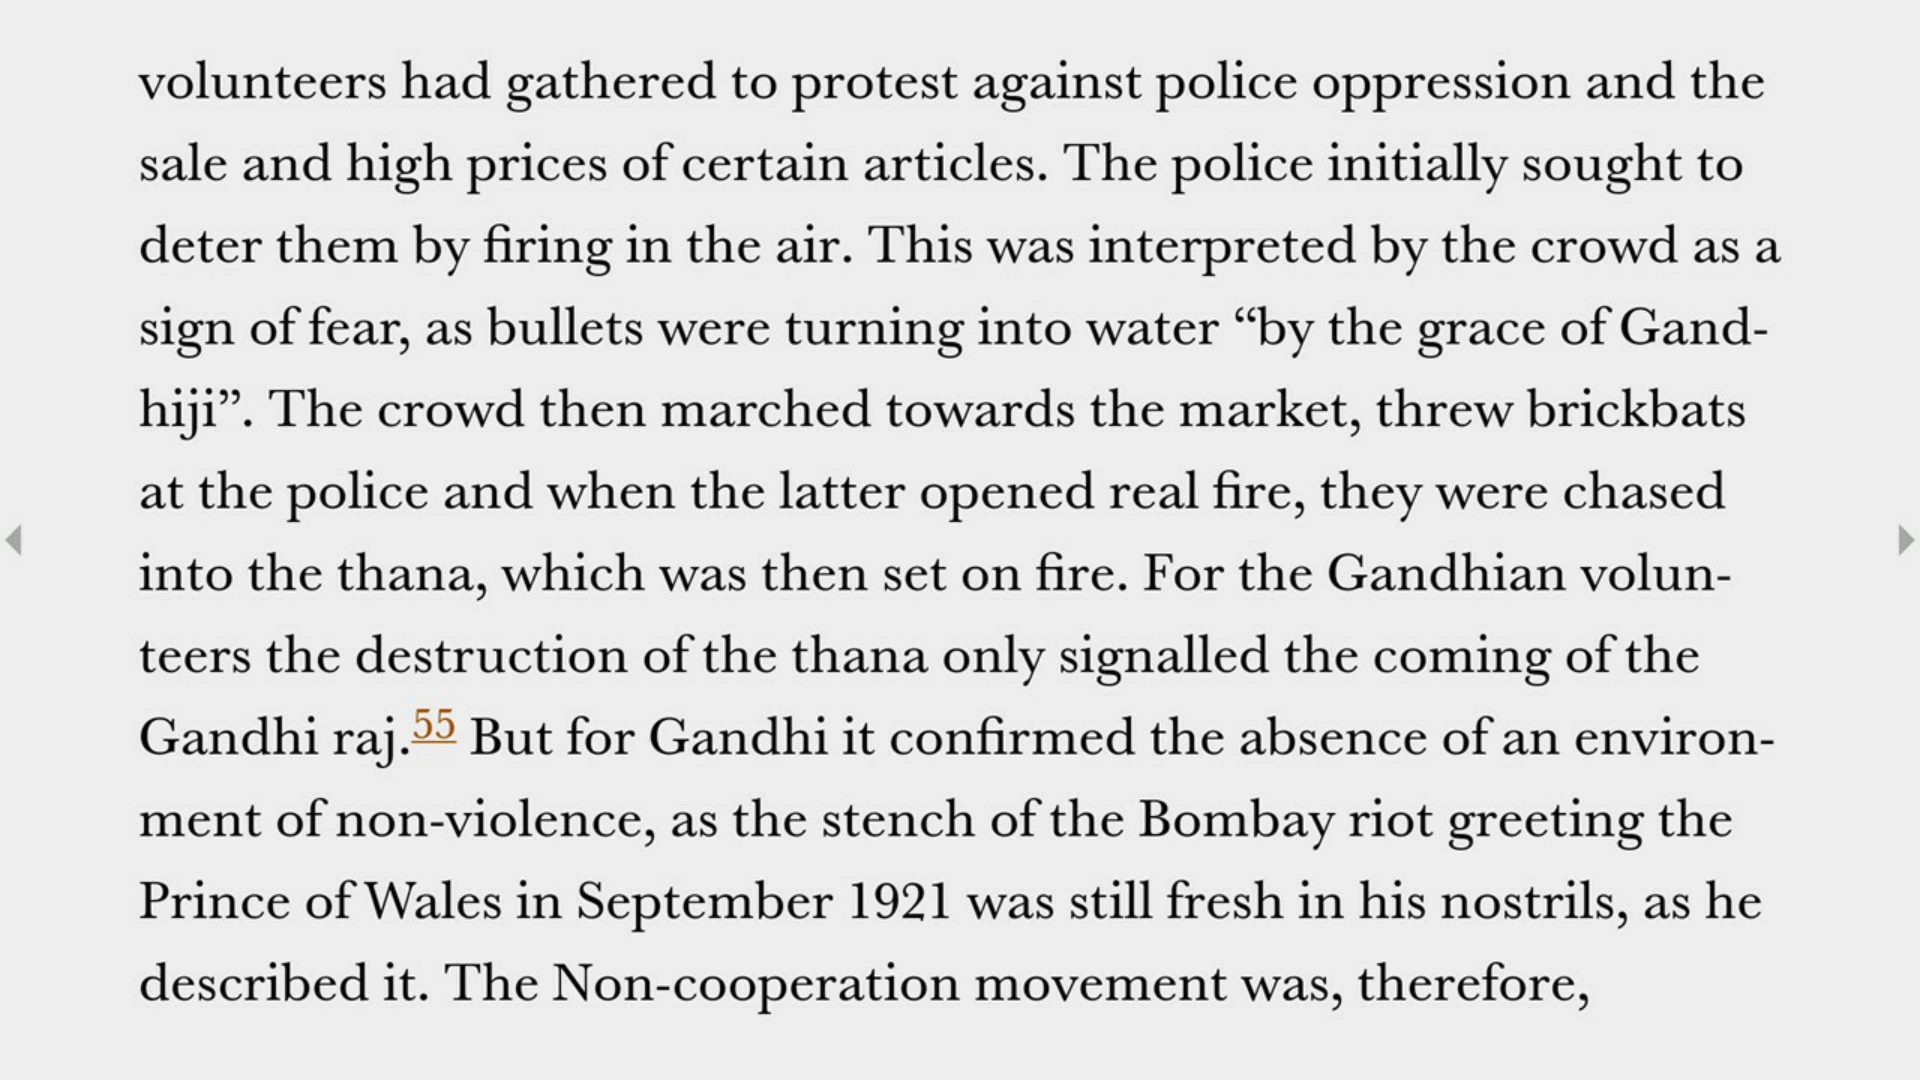 volunteers had gathered to protest against police oppression and the
sale and high prices of certain articles. The police initially sought to
deter them by firing in the air. This was interpreted by the crowd as a
sign of fear, as bullets were turning into water “by the grace of Gand-
hiji”. The crowd then marched towards the market, threw brickbats
at the police and when the latter opened real fire, they were chased
into the thana, which was then set on fire. For the Gandhian volun-
teers the destruction of the thana only signalled the coming of the
Gandhi raj.55 But for Gandhi it confirmed the absence of an environ-
ment of non-violence, as the stench of the Bombay riot greeting the
Prince of Wales in September 1921 was still fresh in his nostrils, as he
described it. The Non-cooperation movement was, therefore,